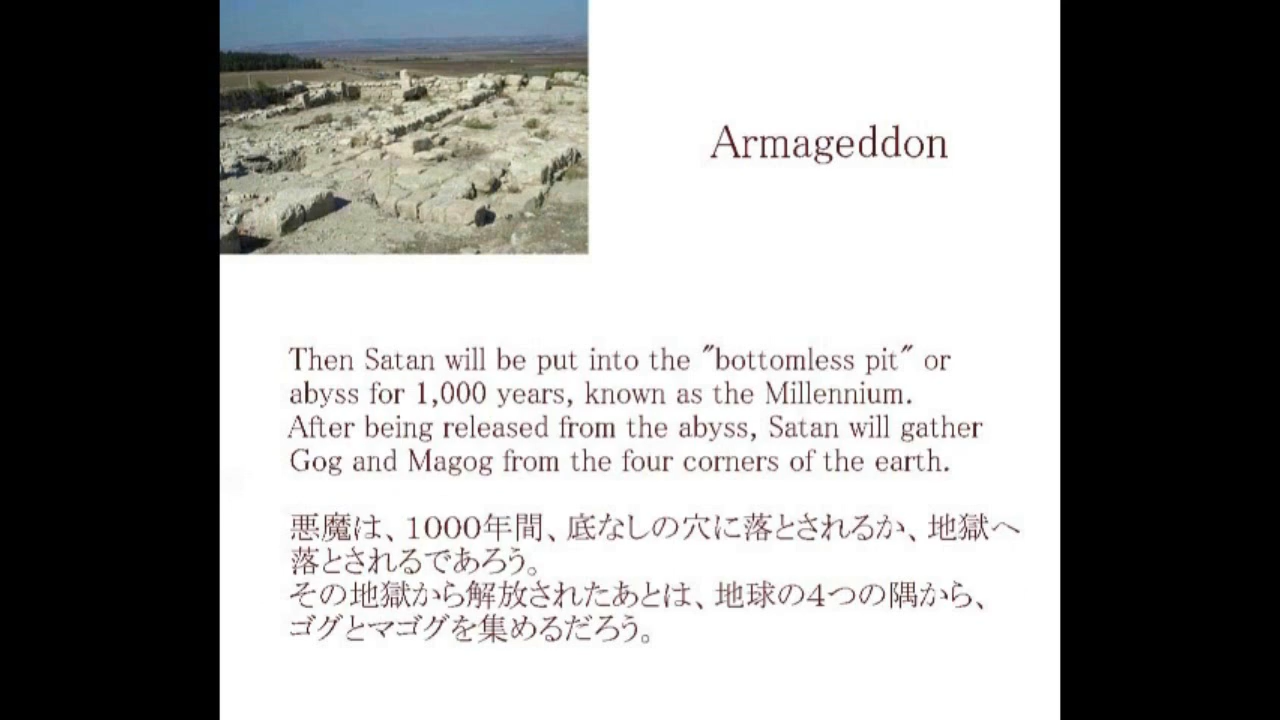 Armageddon
Then Satan will be put into the "bottomless pit" or
abyss for 1,000 years, known as the Millennium.
After being released from the abyss, Satan will gather
Gog and Magog from the four corners of the earth.
悪魔は、1000年間、底なしの穴に落とされるか、地獄へ
落とされるであろう。
その地獄から解放されたあとは、地球の4つの隅から、
ゴグとマゴグを集めるだろう。